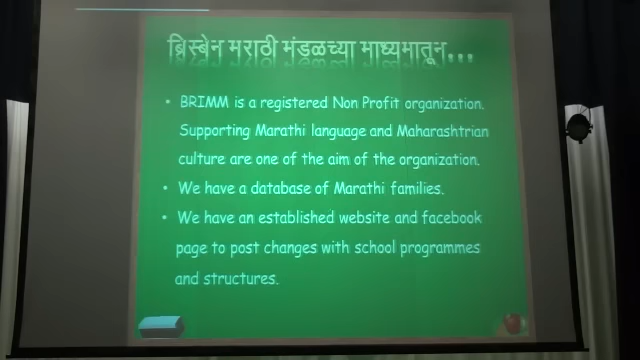 ब्रिस्बेन मराठी मंडळच्या माध्यमातून...
• BRIMM is a registered Non Profit organization.
Supporting Marathi language and Maharashtrian
culture are one of the aim of the organization.
• We have a database of Marathi families.
• We have an established website and facebook
page to post changes with school programmes
and structures.